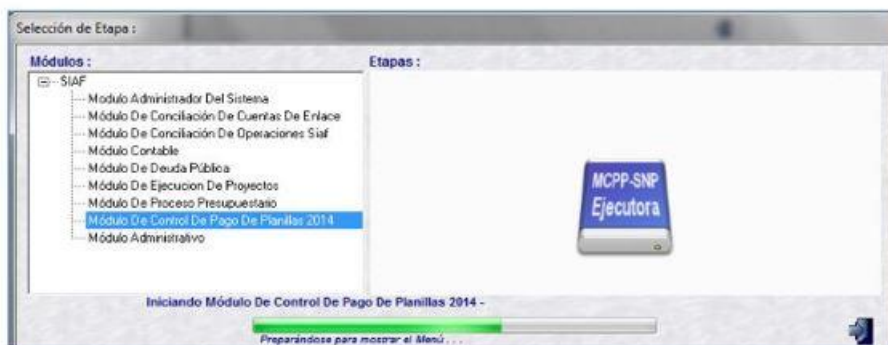 Selección de Etapa :
Módulos :
Etapas :
SIAF
Modulo Administrador Del Sistema
Módulo De Conciliación De Cuentas De Enlace
Módulo De Conciliación De Operaciones Siaf
Módulo Contable
Módulo De Deuda Pública
Módulo De Ejecucion De Proyectos
Módulo De Proceso Presupuestario
Módulo De Control De Pago De Planillas 2014
Módulo Administrativo
MCPP-SNP
Ejecutora
Iniciando Módulo De Control De Pago De Planillas 2014 -
Preparándose para mostrar el Menú . . .